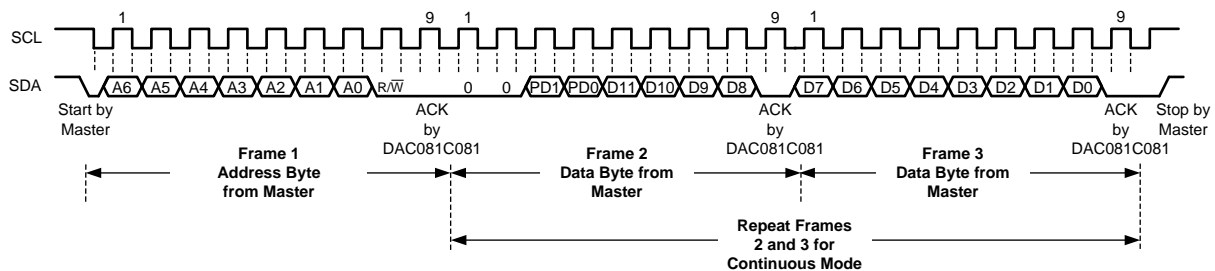 1 9 1 9 1 9
SCL
SDA A6 A5 A4 A3 A2 A1 A0 R/W 0 0 PD1 PD0 D11 D10 D9 D8 D7 D6 D5 D4 D3 D2 D1 D0
Start by
Master
ACK
by
DAC081C081
ACK
by
DAC081C081
ACK
by
DAC081C081
Stop by
Master
Frame 1
Address Byte
from Master
Frame 2
Data Byte from
Master
Frame 3
Data Byte from
Master
Repeat Frames
2 and 3 for
Continuous Mode